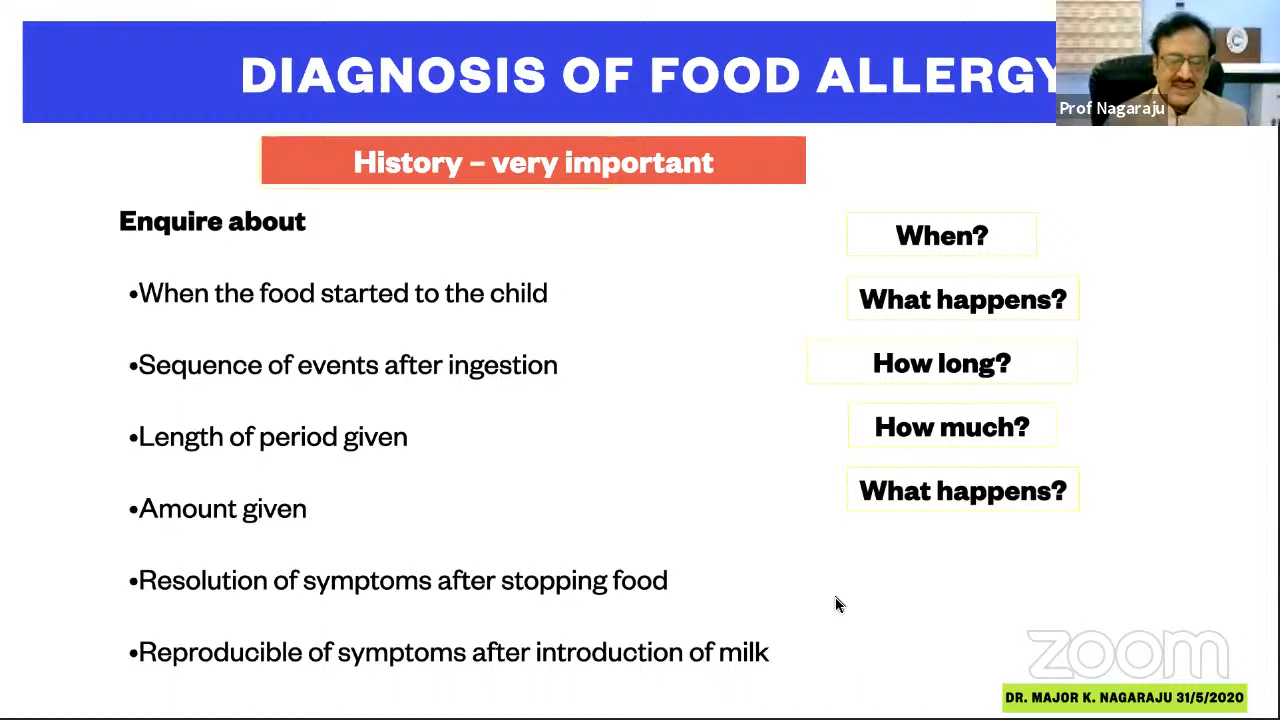 DIAGNOSIS OF FOOD ALLERGY
Prof Nagaraju
History – very important
Enquire about
•When the food started to the child
•Sequence of events after ingestion
•Length of period given
•Amount given
•Resolution of symptoms after stopping food
•Reproducible of symptoms after introduction of milk
When?
What happens?
How long?
How much?
What happens?
zoom
DR. MAJOR K. NAGARAJU 31/5/2020